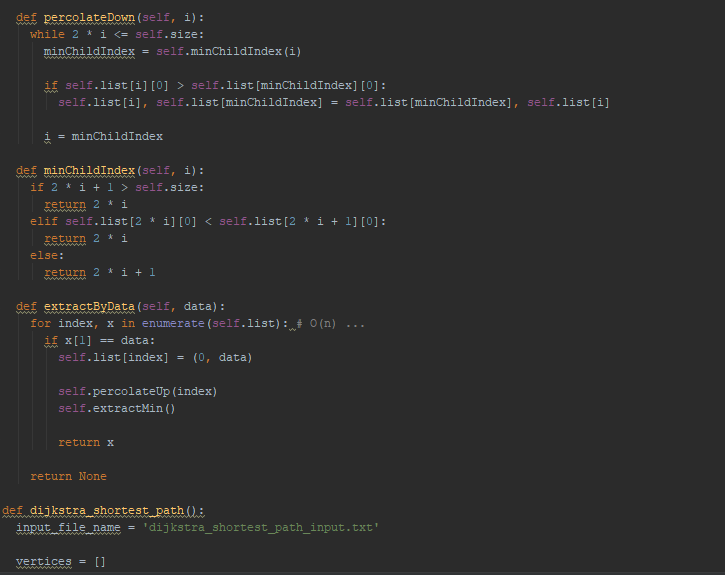 def percolateDown(self, i):
while 2 * i <= self.size:
minChildIndex = self.minChildIndex(i)
if self.list[i][0] > self.list[minChildIndex][0]:
self.list[i], self.list[minChildIndex] = self.list[minChildIndex], self.list[i]
i = minChildIndex
def minChildIndex(self, i):
if 2 * i + 1 > self.size:
return 2 * i
elif self.list[2 * i][0] < self.list[2 * i + 1][0]:
return 2 * i
else:
return 2 * i + 1
def extractByData(self, data):
for index, x in enumerate(self.list): # O(n) ...
if x[1] == data:
self.list[index] = (0, data)
self.percolateUp(index)
self.extractMin()
return x
return None
def dijkstra_shortest_path():
input_file_name = 'dijkstra_shortest_path_input.txt'
vertices = []